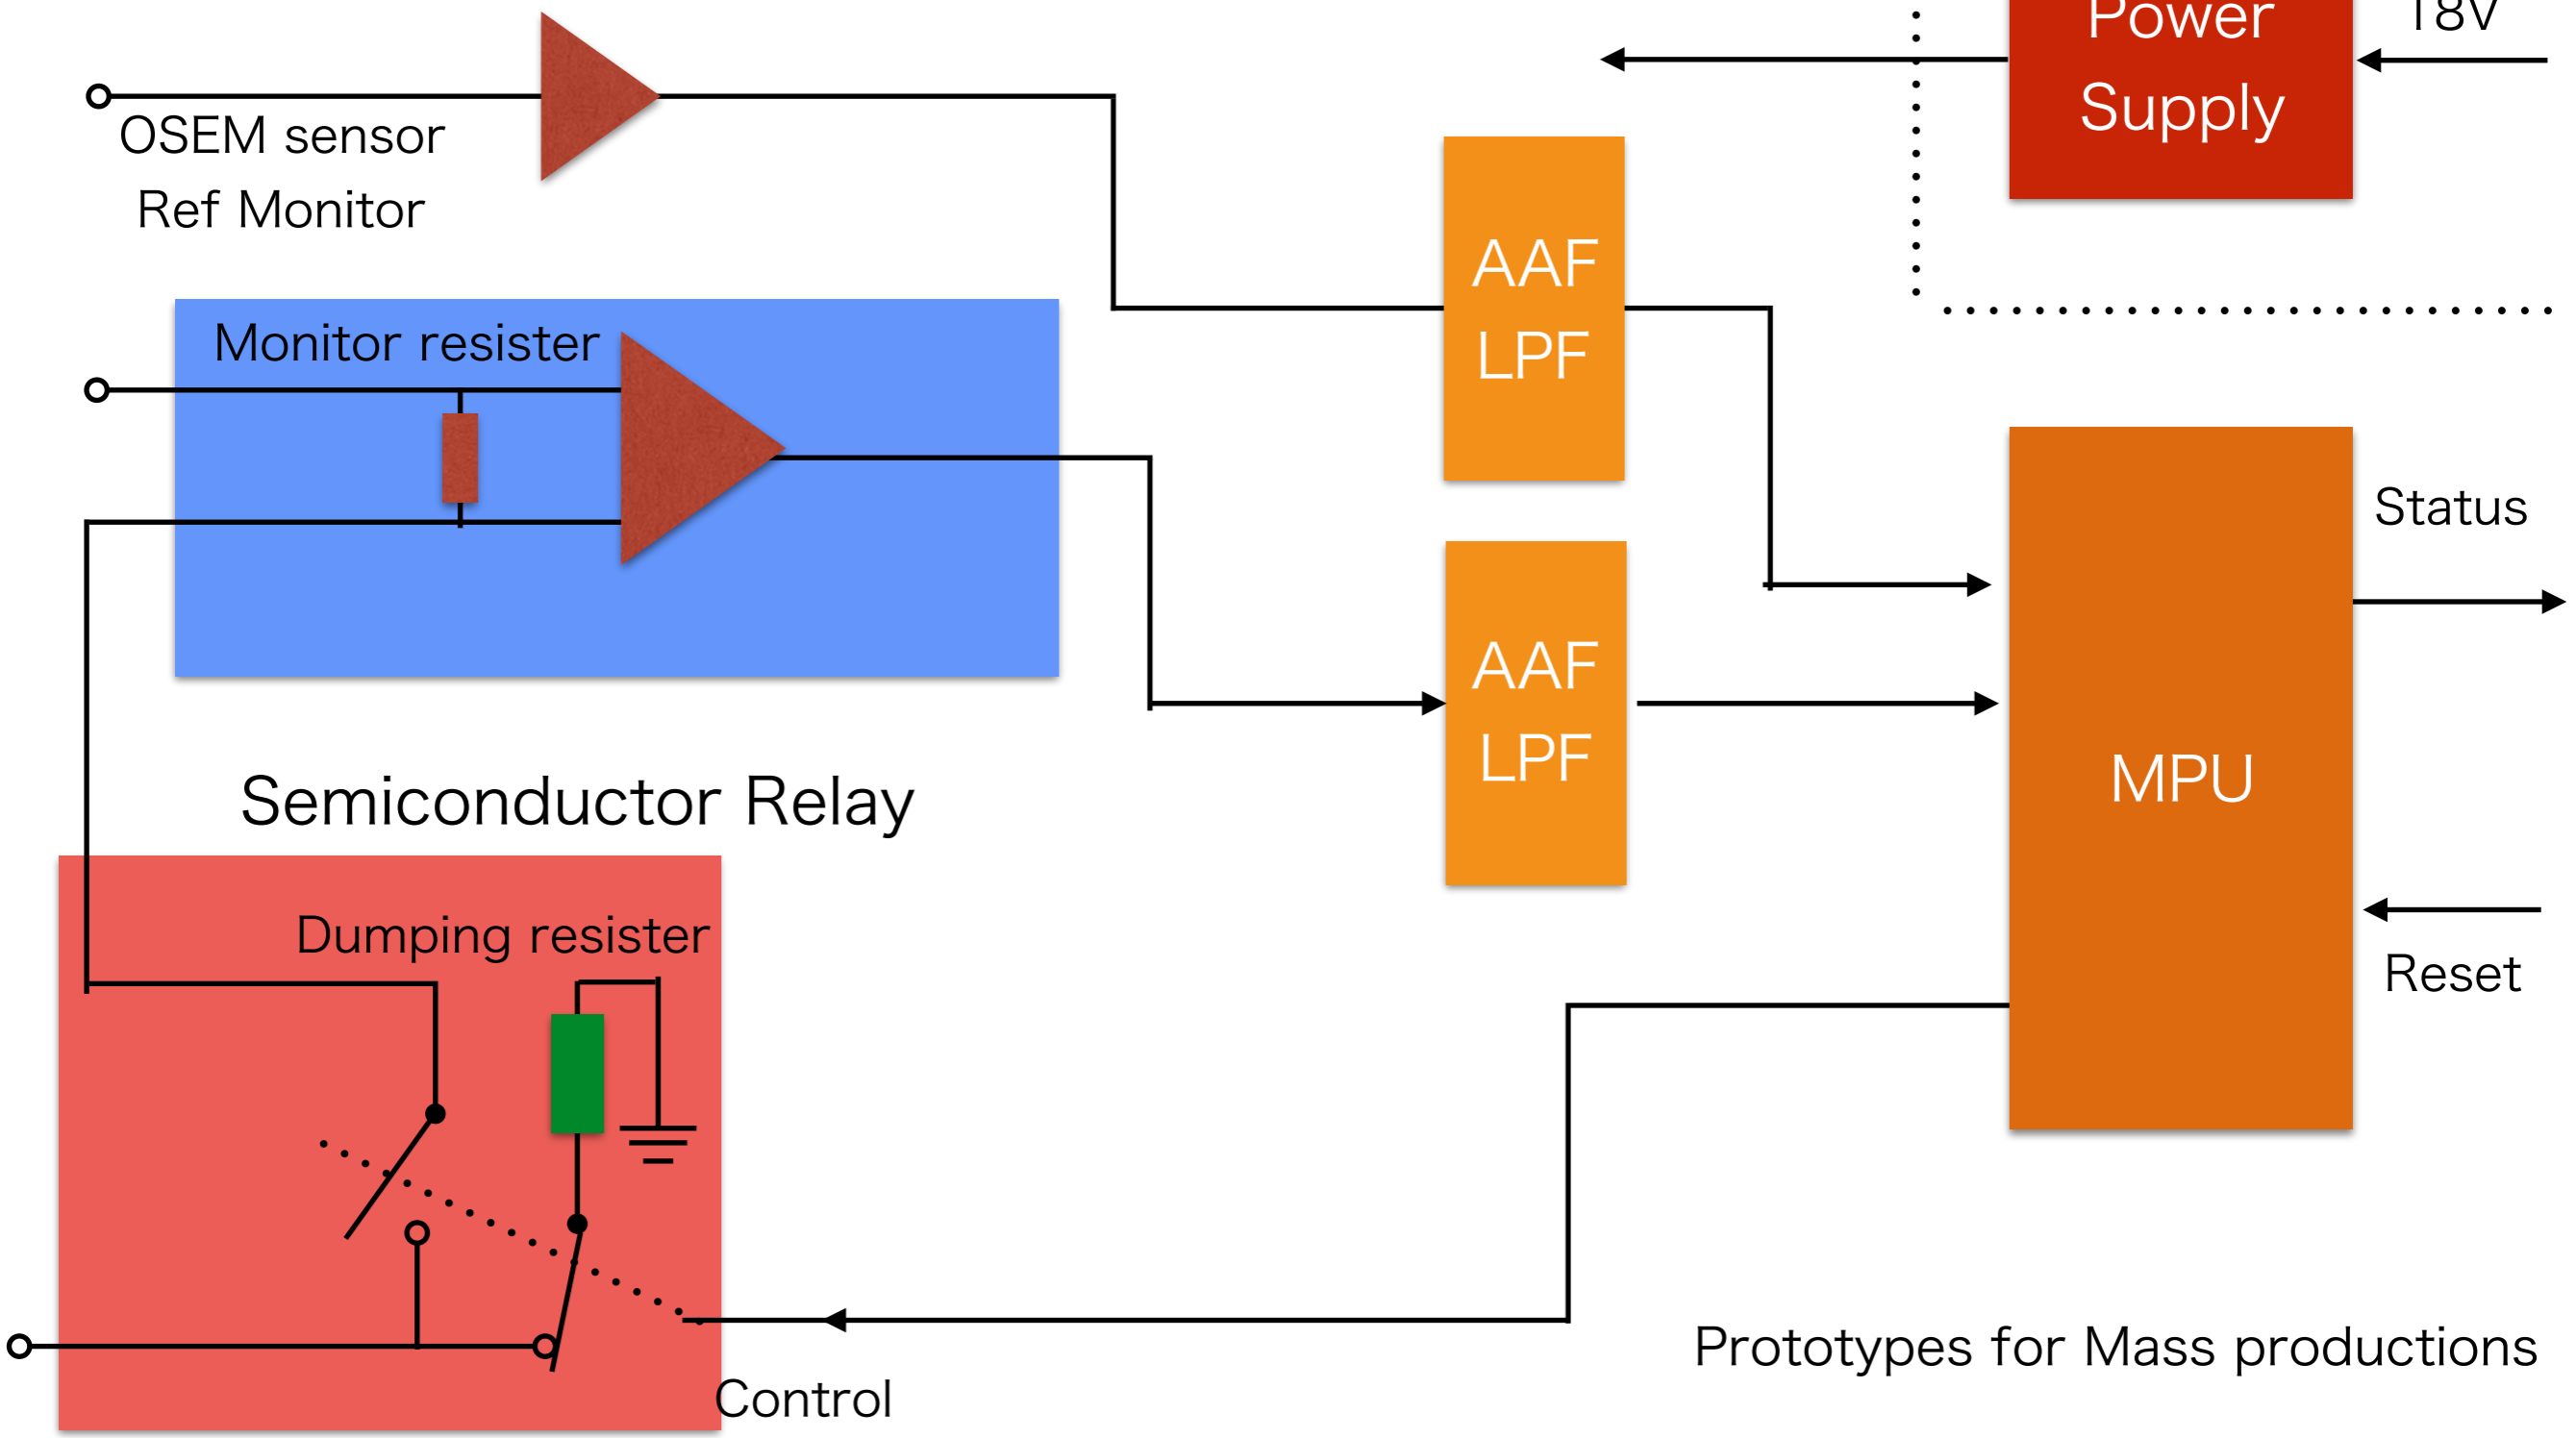 Power
Supply
18V
OSEM sensor
Ref Monitor
AAF
LPF
Monitor resister
Status
AAF
LPF
MPU
Semiconductor Relay
Dumping resister
Reset
Prototypes for Mass productions
Control